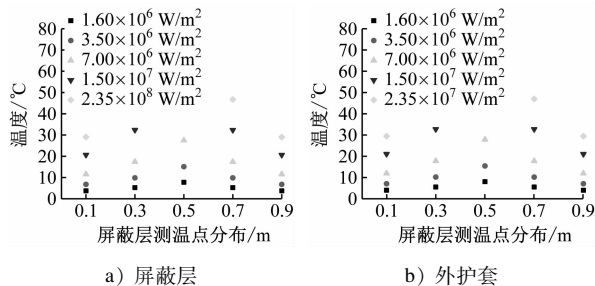 1.60×10⁶ W/m²
3.50×10⁶ W/m²
7.00×10⁶ W/m²
1.50×10⁷ W/m²
2.35×10⁸ W/m²
80
70
60
50
40
30
20
10
0
温度/℃
0.1 0.3 0.5 0.7 0.9
屏蔽层测温点分布/m
a）屏蔽层
1.60×10⁶ W/m²
3.50×10⁶ W/m²
7.00×10⁶ W/m²
1.50×10⁷ W/m²
2.35×10⁷ W/m²
80
70
60
50
40
30
20
10
0
温度/℃
0.1 0.3 0.5 0.7 0.9
屏蔽层测温点分布/m
b）外护套